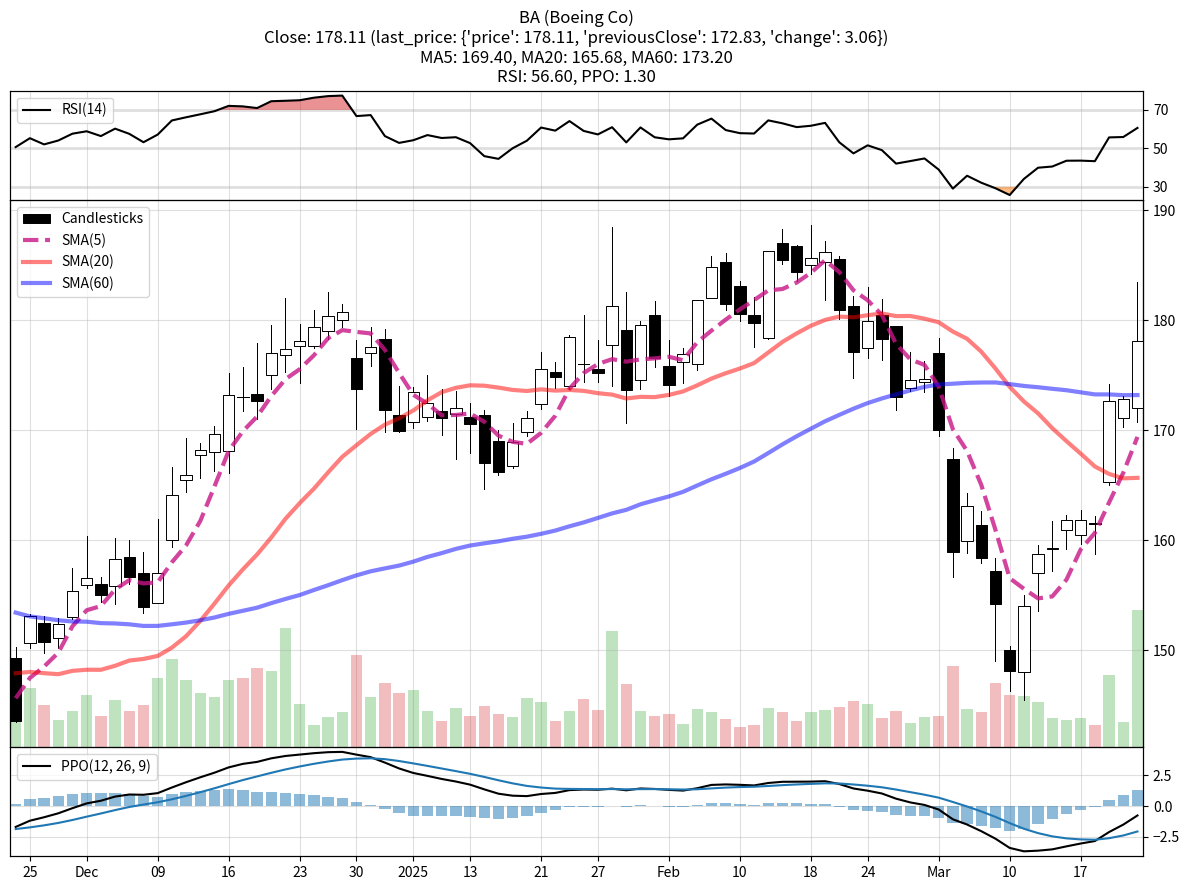 BA (Boeing Co)
Close: 178.11 (last_price: {'price': 178.11, 'previousClose': 172.83, 'change': 3.06})
MA5: 169.40, MA20: 165.68, MA60: 173.20
RSI: 56.60, PPO: 1.30
RSI(14)
70
50
30
Candlesticks
SMA(5)
SMA(20)
SMA(60)
190
180
170
160
150
PPO(12, 26, 9)
2.5
0.0
−2.5
25 Dec 09 16 23 30 2025 13 21 27 Feb 10 18 24 Mar 10 17